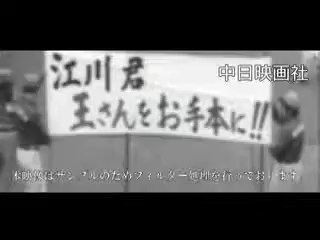 中日映画社
江川君
王さんをお手本に!!
本映像はサンプルのためフィルター処理を行っております。